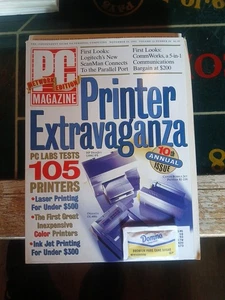 PC
MAGAZINE
NETWORK EDITION
First Looks:
Logitech's New
ScanMan Connects
To the Parallel Port
First Looks:
CommWorks, a 5-in-1
Communications
Bargain at $200
Printer
Extravaganza
10th
ANNUAL
ISSUE
PC LABS TESTS
105
PRINTERS
• Laser Printing
For Under $500
• The First Great
Inexpensive
Color Printers
• Ink Jet Printing
For Under $300
Domino